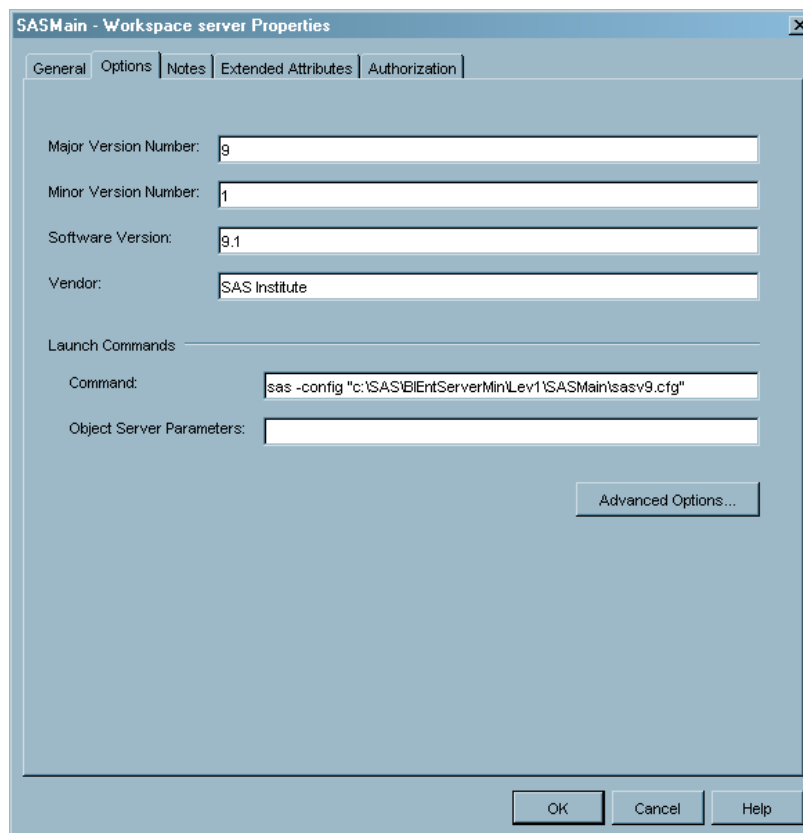 SASMain - Workspace server Properties
General Options Notes Extended Attributes Authorization
Major Version Number: 9
Minor Version Number: 1
Software Version: 9.1
Vendor: SAS Institute
Launch Commands
Command: sas -config "c:\SAS\BIEntServerMin\Lev1\SASMain\sasv9.cfg"
Object Server Parameters:
Advanced Options...
OK Cancel Help